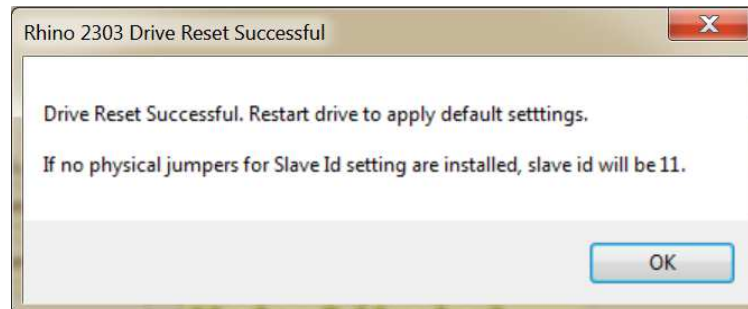 Rhino 2303 Drive Reset Successful
Drive Reset Successful. Restart drive to apply default setttings.
If no physical jumpers for Slave Id setting are installed, slave id will be 11.
OK